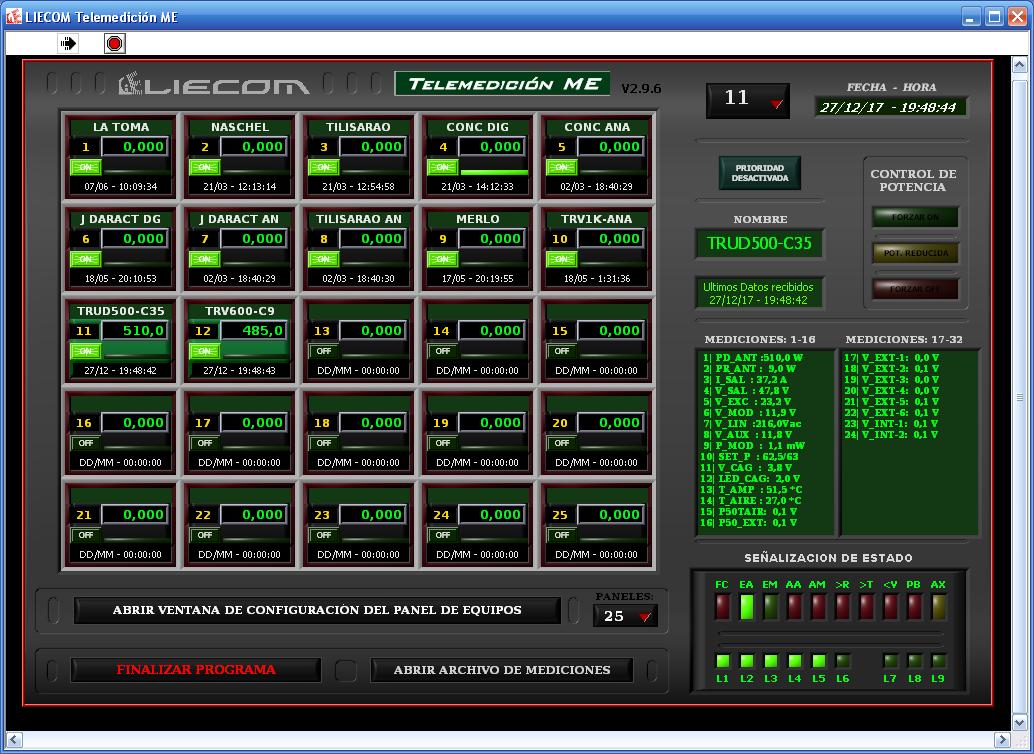 LIECOM Telemedición ME
LIECOM
TELEMEDICIÓN ME
V2.9.6
11
FECHA - HORA
27/12/17 - 19:48:44
LA TOMA
1 0,000
ON
07/06 - 10:09:34
NASCHEL
2 0,000
ON
21/03 - 12:13:14
TILISARAO
3 0,000
ON
21/03 - 12:54:58
CONC DIG
4 0,000
ON
21/03 - 14:12:33
CONC ANA
5 0,000
ON
02/03 - 18:40:29
J DARACT DG
6 0,000
ON
18/05 - 20:10:53
J DARACT AN
7 0,000
ON
02/03 - 18:40:29
TILISARAO AN
8 0,000
ON
02/03 - 18:40:30
MERLO
9 0,000
ON
17/05 - 20:19:55
TRV1K-ANA
10 0,000
ON
18/05 - 1:31:36
TRUD500-C35
11 510,0
ON
27/12 - 19:48:42
TRV600-C9
12 485,0
ON
27/12 - 19:48:43
13 0,000
OFF
DD/MM - 00:00:00
14 0,000
OFF
DD/MM - 00:00:00
15 0,000
OFF
DD/MM - 00:00:00
16 0,000
OFF
DD/MM - 00:00:00
17 0,000
OFF
DD/MM - 00:00:00
18 0,000
OFF
DD/MM - 00:00:00
19 0,000
OFF
DD/MM - 00:00:00
20 0,000
OFF
DD/MM - 00:00:00
21 0,000
OFF
DD/MM - 00:00:00
22 0,000
OFF
DD/MM - 00:00:00
23 0,000
OFF
DD/MM - 00:00:00
24 0,000
OFF
DD/MM - 00:00:00
25 0,000
OFF
DD/MM - 00:00:00
PRIORIDAD
DESACTIVADA
NOMBRE
TRUD500-C35
Ultimos Datos recibidos
27/12/17 - 19:48:42
CONTROL DE
POTENCIA
FORZAR ON
POT. REDUCIDA
FORZAR OFF
MEDICIONES: 1-16
1| PD_ANT :510,0 W
2| PR_ANT : 9,0 W
3| I_SAL : 37,2 A
4| V_SAL : 47,8 V
5| V_EXC : 23,2 V
6| V_MOD : 11,9 V
7| V_LIN :216,0Vac
8| V_AUX : 11,8 V
9| P_MOD : 1,1 mW
10| SET_P : 62,5/63
11| V_CAG : 3,8 V
12| LED_CAG: 2,0 V
13| T_AMP : 51,5 °C
14| T_AIRE : 27,0 °C
15| P50TAIR: 0,1 V
16| P50_EXT: 0,1 V
MEDICIONES: 17-32
17| V_EXT-1: 0,0 V
18| V_EXT-2: 0,1 V
19| V_EXT-3: 0,0 V
20| V_EXT-4: 0,0 V
21| V_EXT-5: 0,1 V
22| V_EXT-6: 0,1 V
23| V_INT-1: 0,1 V
24| V_INT-2: 0,1 V
SEÑALIZACION DE ESTADO
FC EA EM AA AM >R >T <V PB AX
L1 L2 L3 L4 L5 L6 L7 L8 L9
ABRIR VENTANA DE CONFIGURACIÓN DEL PANEL DE EQUIPOS
PANELES:
25
FINALIZAR PROGRAMA
ABRIR ARCHIVO DE MEDICIONES